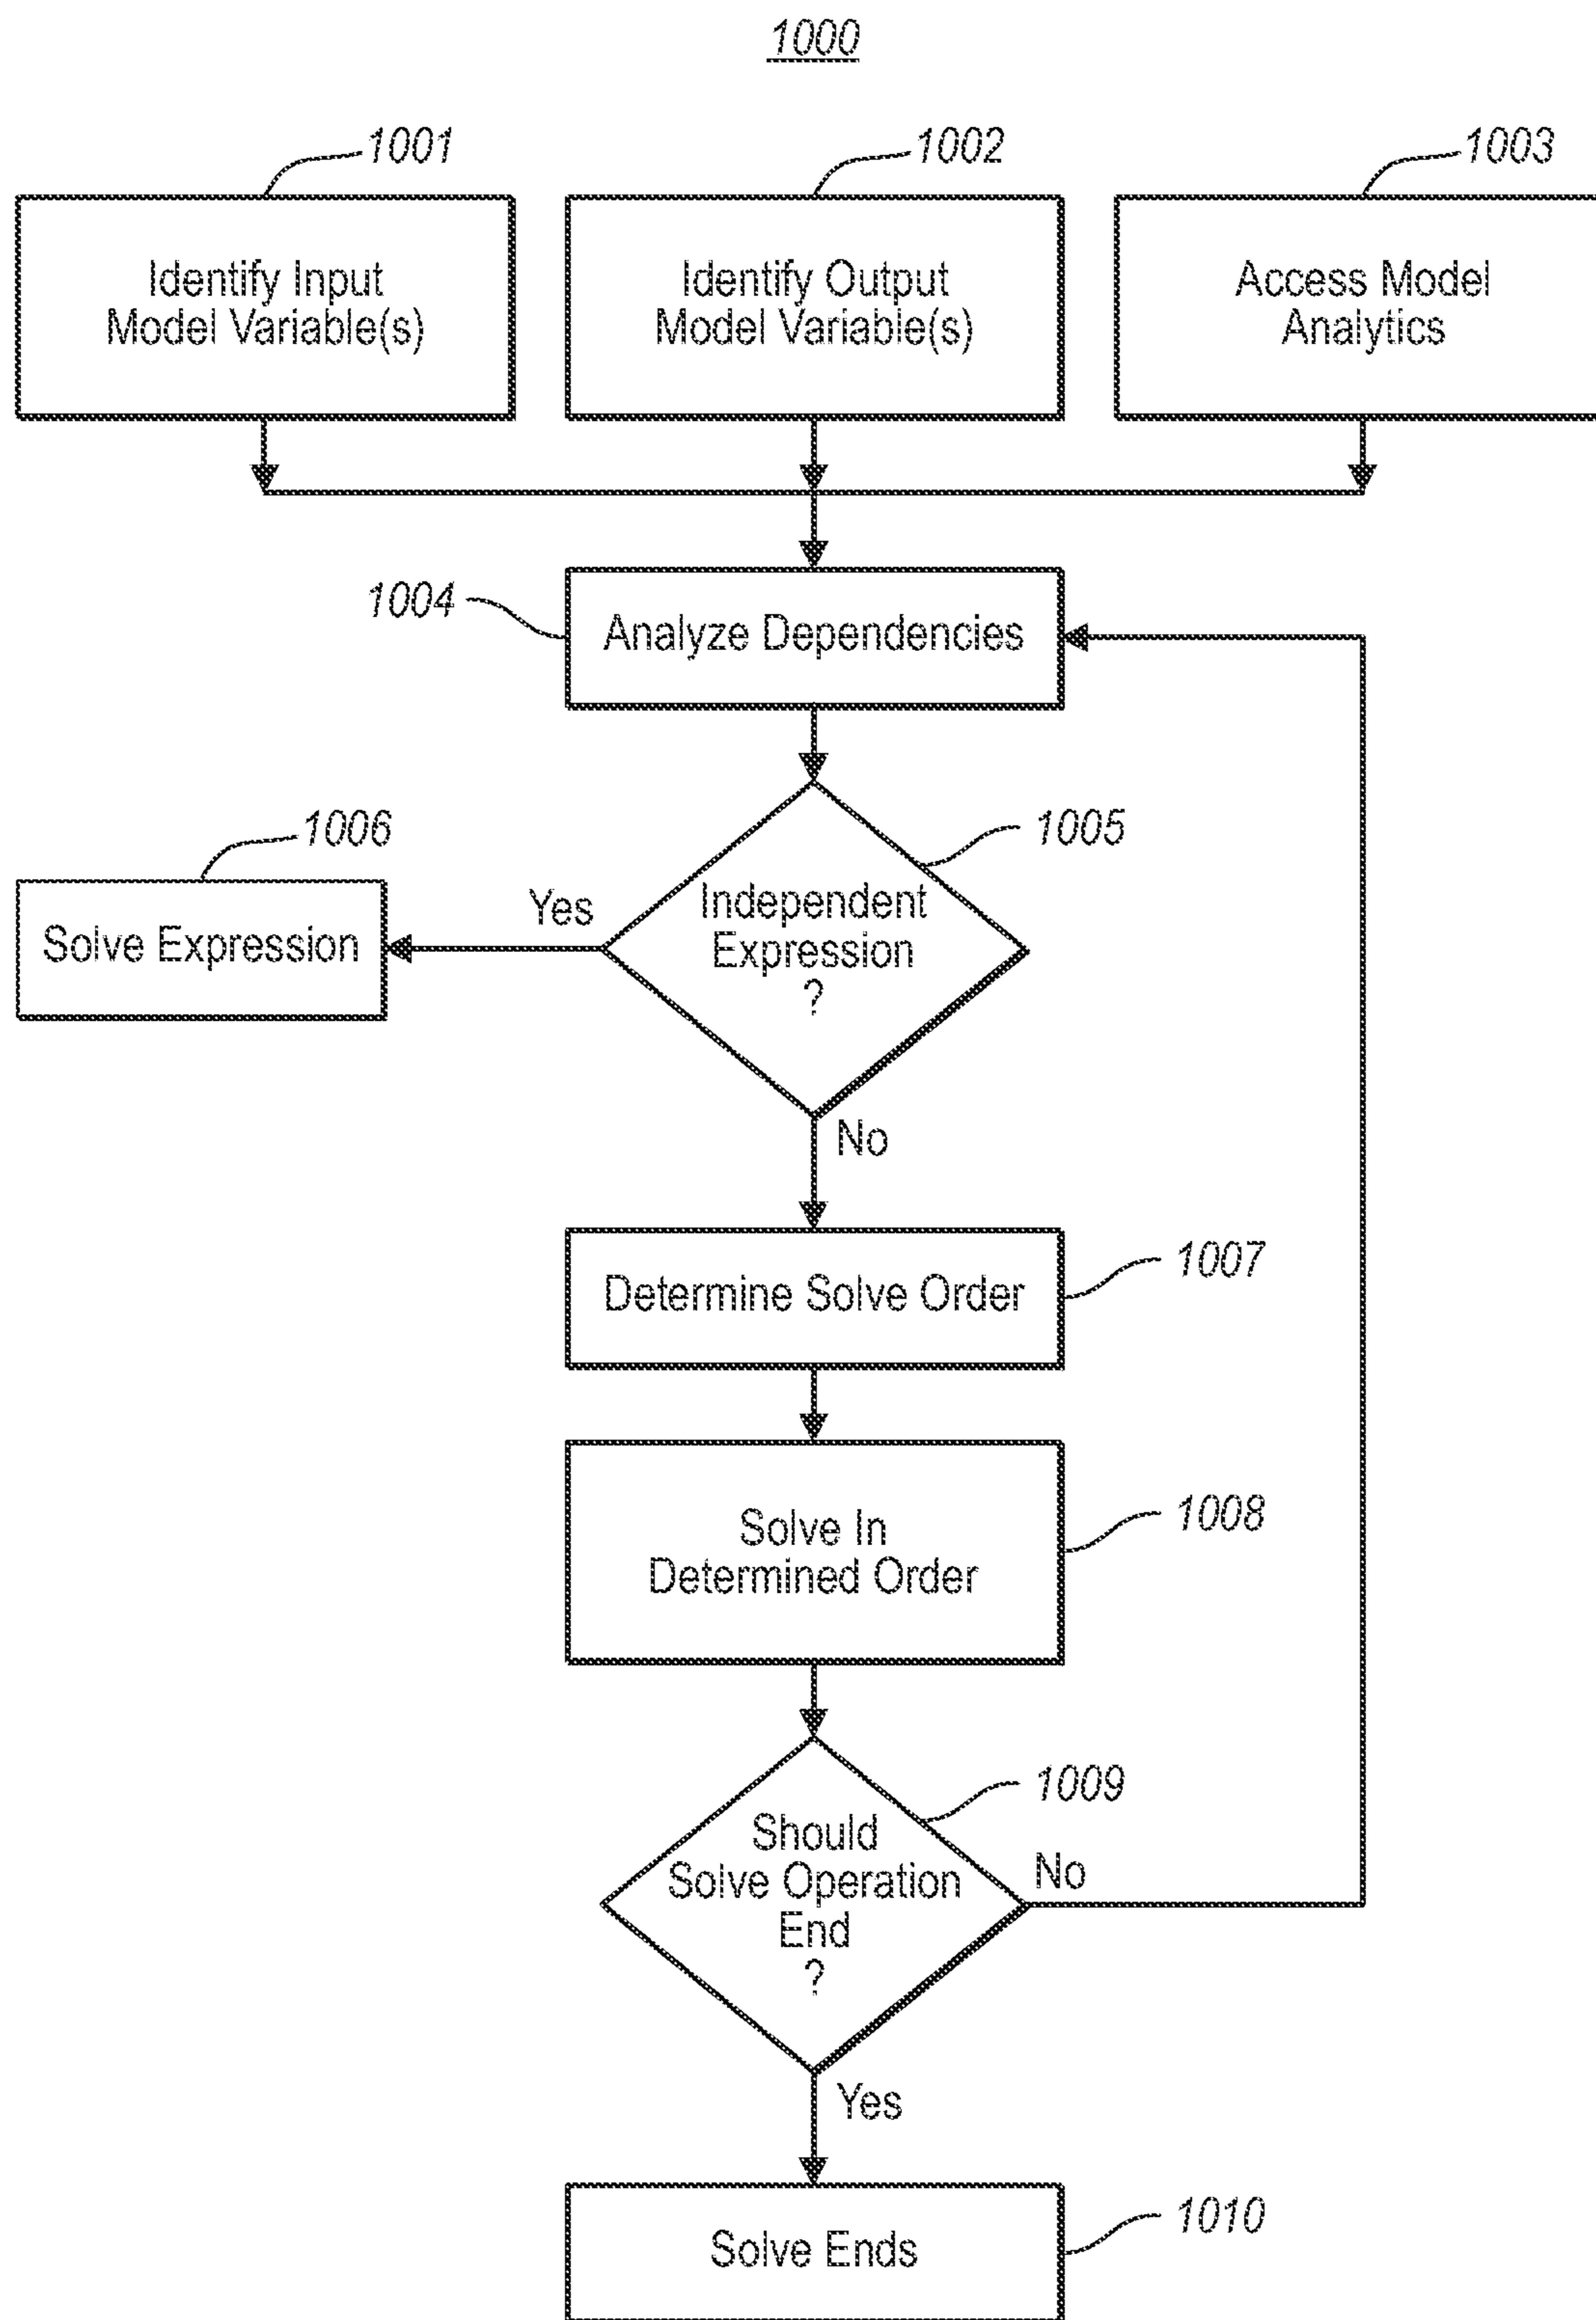 1000
1001
1002
1003
Identify Input
Model Variable(s)
Identify Output
Model Variable(s)
Access Model
Analytics
1004
Analyze Dependencies
1005
1006
Yes
Independent
Expression
?
Solve Expression
No
1007
Determine Solve Order
1008
Solve In
Determined Order
1009
Should
Solve Operation
End
?
No
Yes
1010
Solve Ends